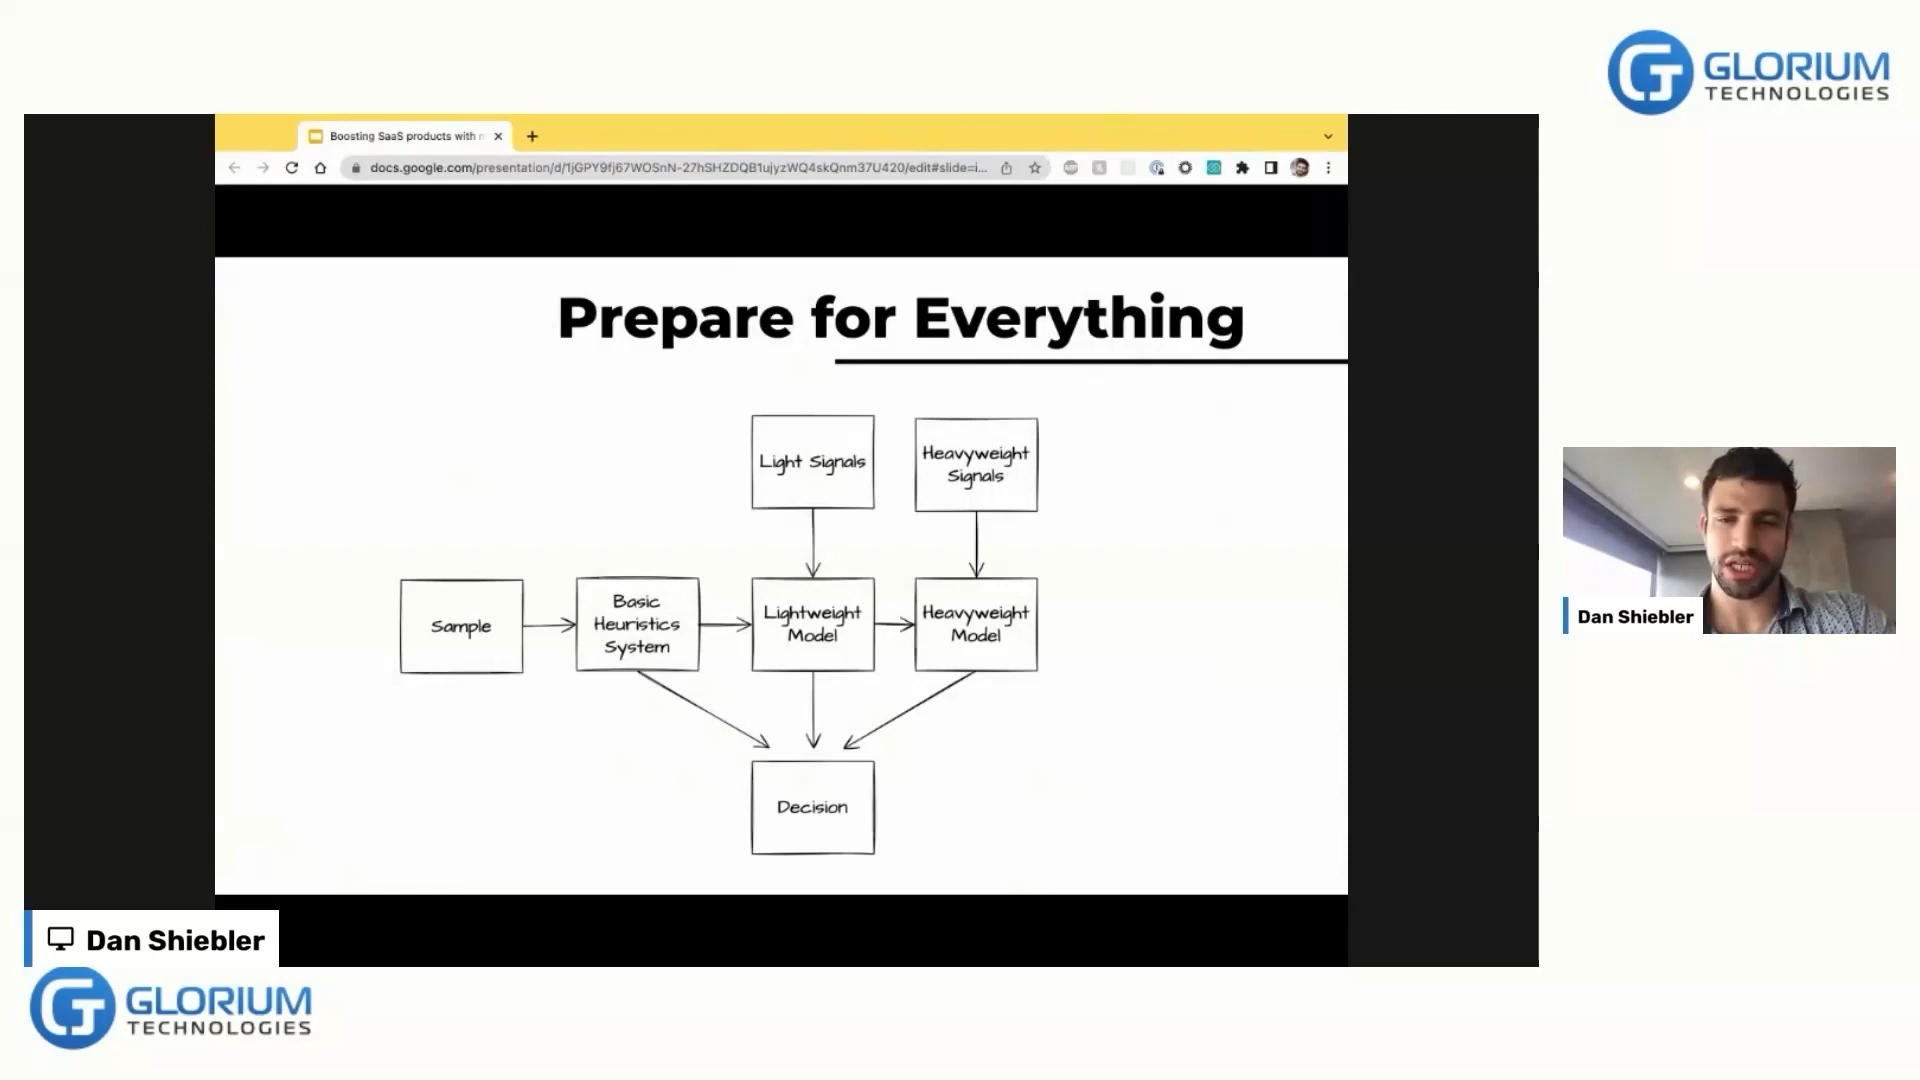 GLORIUM
TECHNOLOGIES
Boosting SaaS products with
docs.google.com/presentation/d/1jGPY9fj67WOSnN-27hSHZDQB1ujyzWQ4skQnm37U420/edit#slide=i...
Prepare for Everything
Light Signals
Heavyweight
Signals
Sample
Basic
Heuristics
System
Lightweight
Model
Heavyweight
Model
Decision
Dan Shiebler
Dan Shiebler
GLORIUM
TECHNOLOGIES